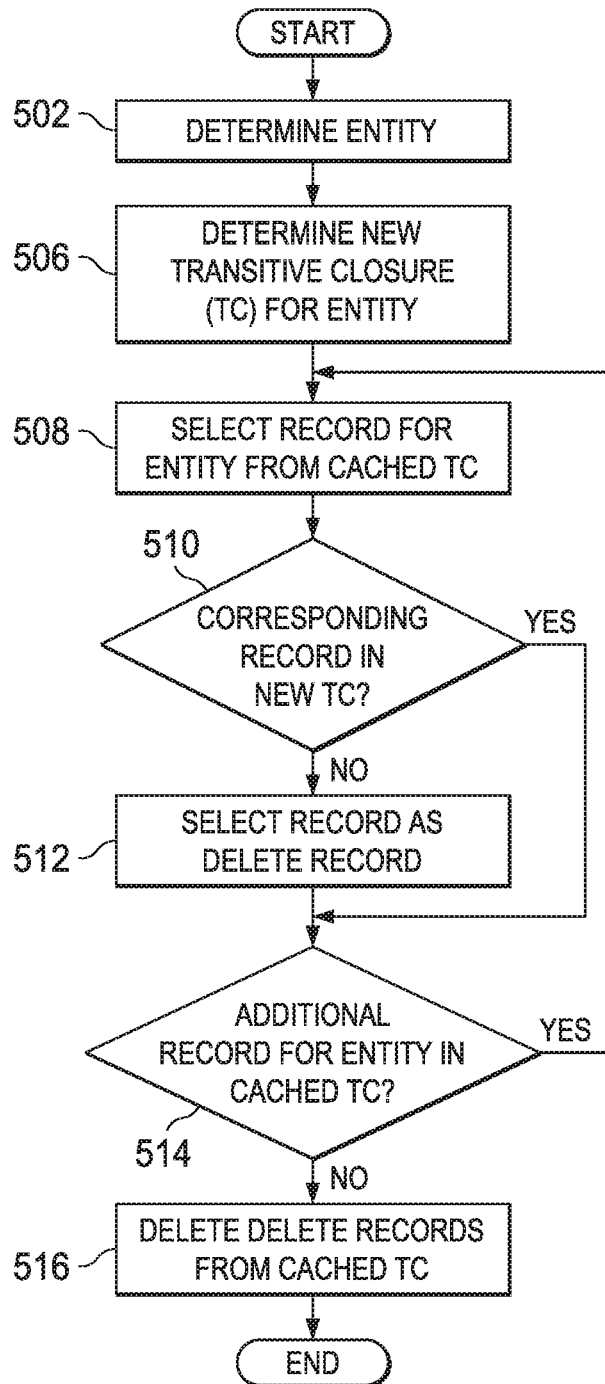 START
502
DETERMINE ENTITY
506
DETERMINE NEW
TRANSITIVE CLOSURE
(TC) FOR ENTITY
508
SELECT RECORD FOR
ENTITY FROM CACHED TC
510
CORRESPONDING
RECORD IN
NEW TC?
YES
NO
512
SELECT RECORD AS
DELETE RECORD
ADDITIONAL
RECORD FOR ENTITY IN
CACHED TC?
YES
514
NO
516
DELETE DELETE RECORDS
FROM CACHED TC
END